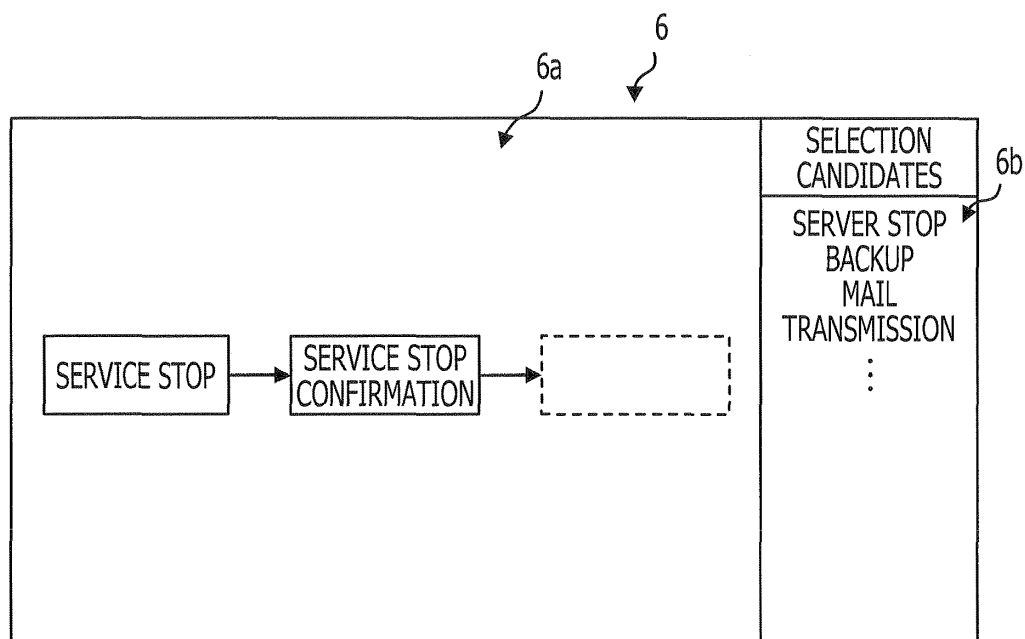 6
6a
SELECTION
CANDIDATES
6b
SERVER STOP
BACKUP
MAIL
TRANSMISSION
SERVICE STOP
SERVICE STOP
CONFIRMATION